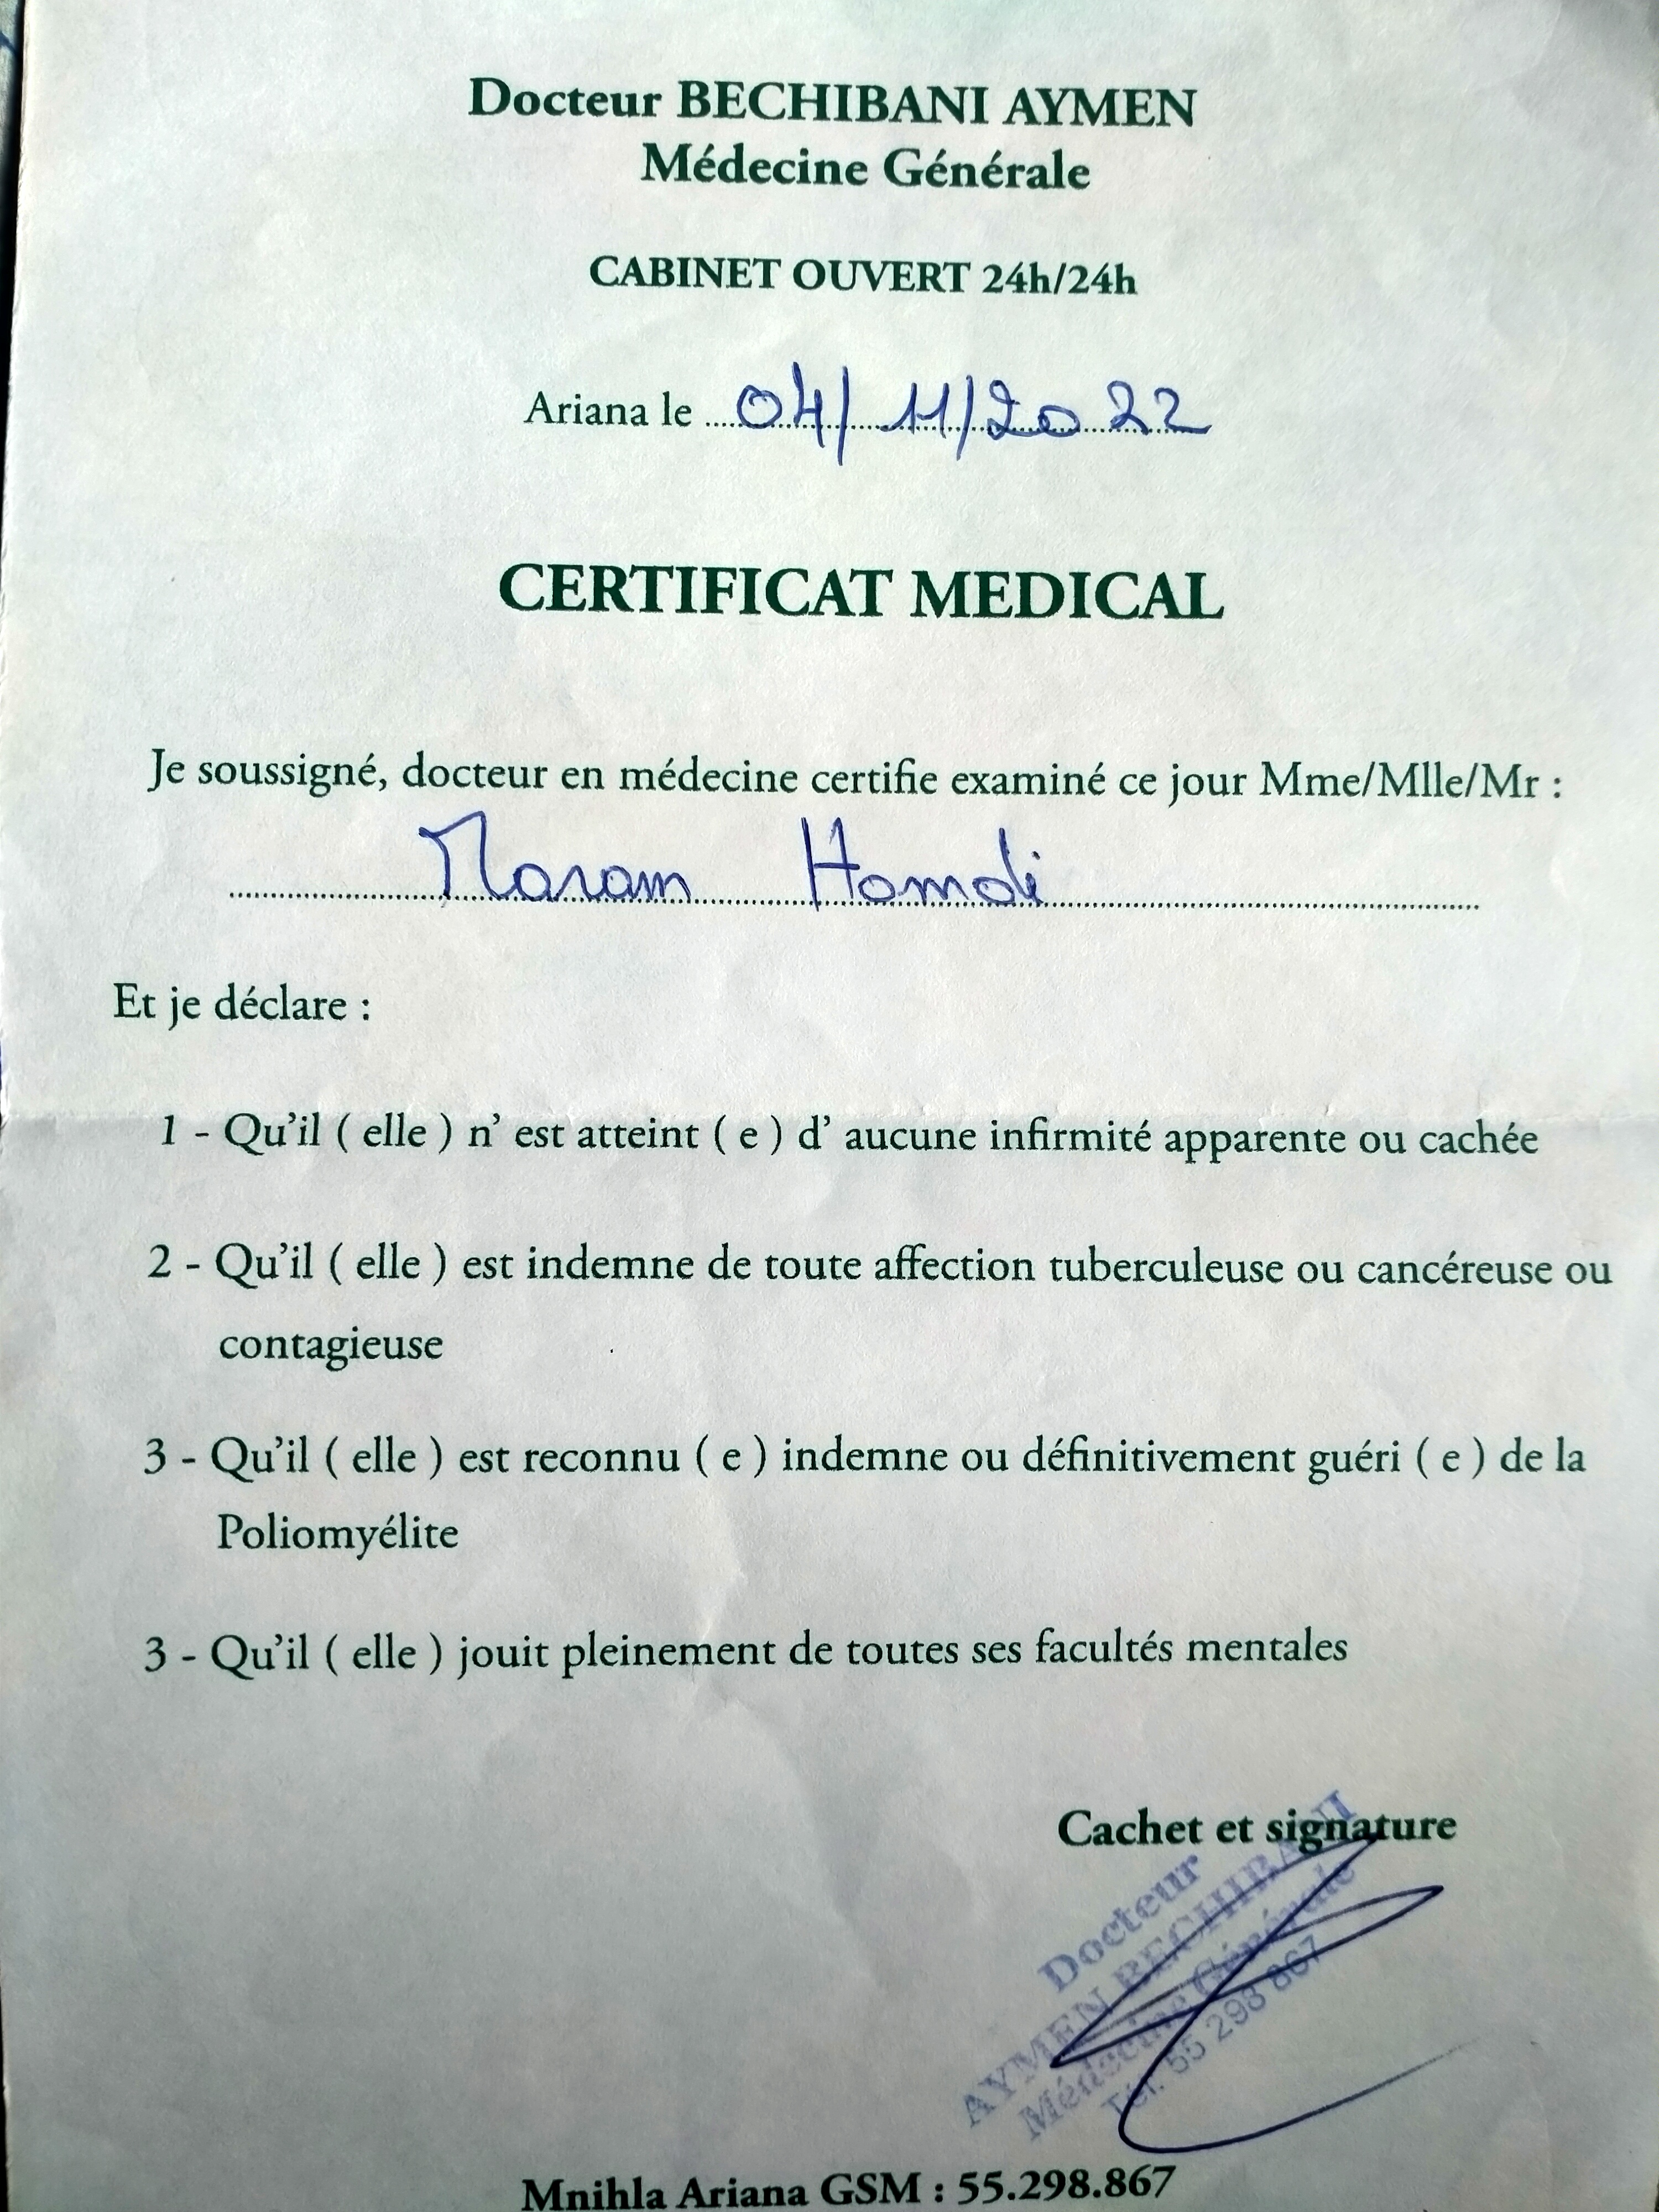 Docteur BECHIBANI AYMEN
Médecine Générale
CABINET OUVERT 24h/24h
Ariana le 04/11/2022
CERTIFICAT MEDICAL
Je soussigné, docteur en médecine certifie examiné ce jour Mme/Mlle/Mr :
Maram Hamdi
Et je déclare :
1 - Qu'il ( elle ) n' est atteint ( e ) d' aucune infirmité apparente ou cachée
2 - Qu'il ( elle ) est indemne de toute affection tuberculeuse ou cancéreuse ou
contagieuse
3 - Qu'il ( elle ) est reconnu ( e ) indemne ou définitivement guéri ( e ) de la
Poliomyélite
3 - Qu'il ( elle ) jouit pleinement de toutes ses facultés mentales
Cachet et signature
Docteur
AYMEN BECHIBANI
Médecine Générale
Tél. 55 298 867
Mnihla Ariana GSM : 55.298.867